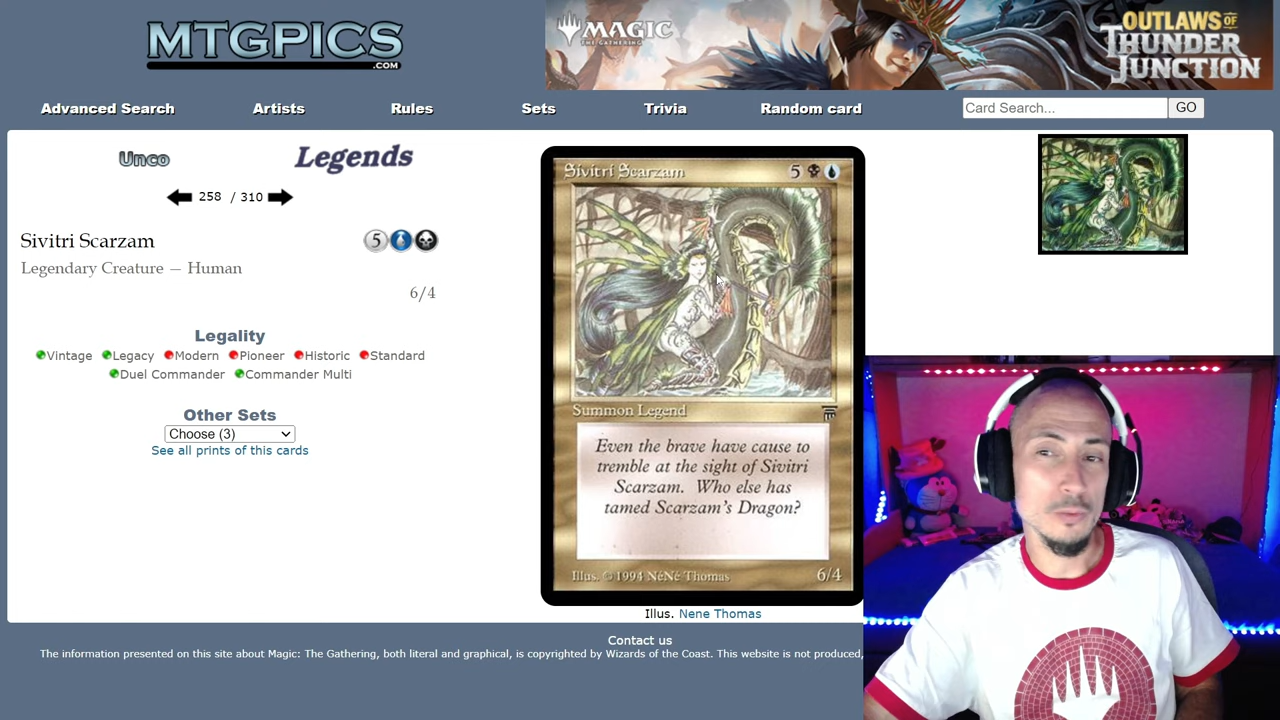 MTGPICS
.COM
MAGIC
THE GATHERING
OUTLAWS OF
THUNDER
JUNCTION
Advanced Search
Artists
Rules
Sets
Trivia
Random card
Card Search...
GO
Unco
Legends
258 / 310
Sivitri Scarzam
5
Legendary Creature — Human
6/4
Legality
Vintage Legacy Modern Pioneer Historic Standard
Duel Commander Commander Multi
Other Sets
Choose (3)
See all prints of this cards
Sivitri Scarzam 5
Summon Legend
Even the brave have cause to
tremble at the sight of Sivitri
Scarzam. Who else has
tamed Scarzam's Dragon?
Illus. © 1994 NéNé Thomas 6/4
Illus. Nene Thomas
Contact us
The information presented on this site about Magic: The Gathering, both literal and graphical, is copyrighted by Wizards of the Coast. This website is not produced,